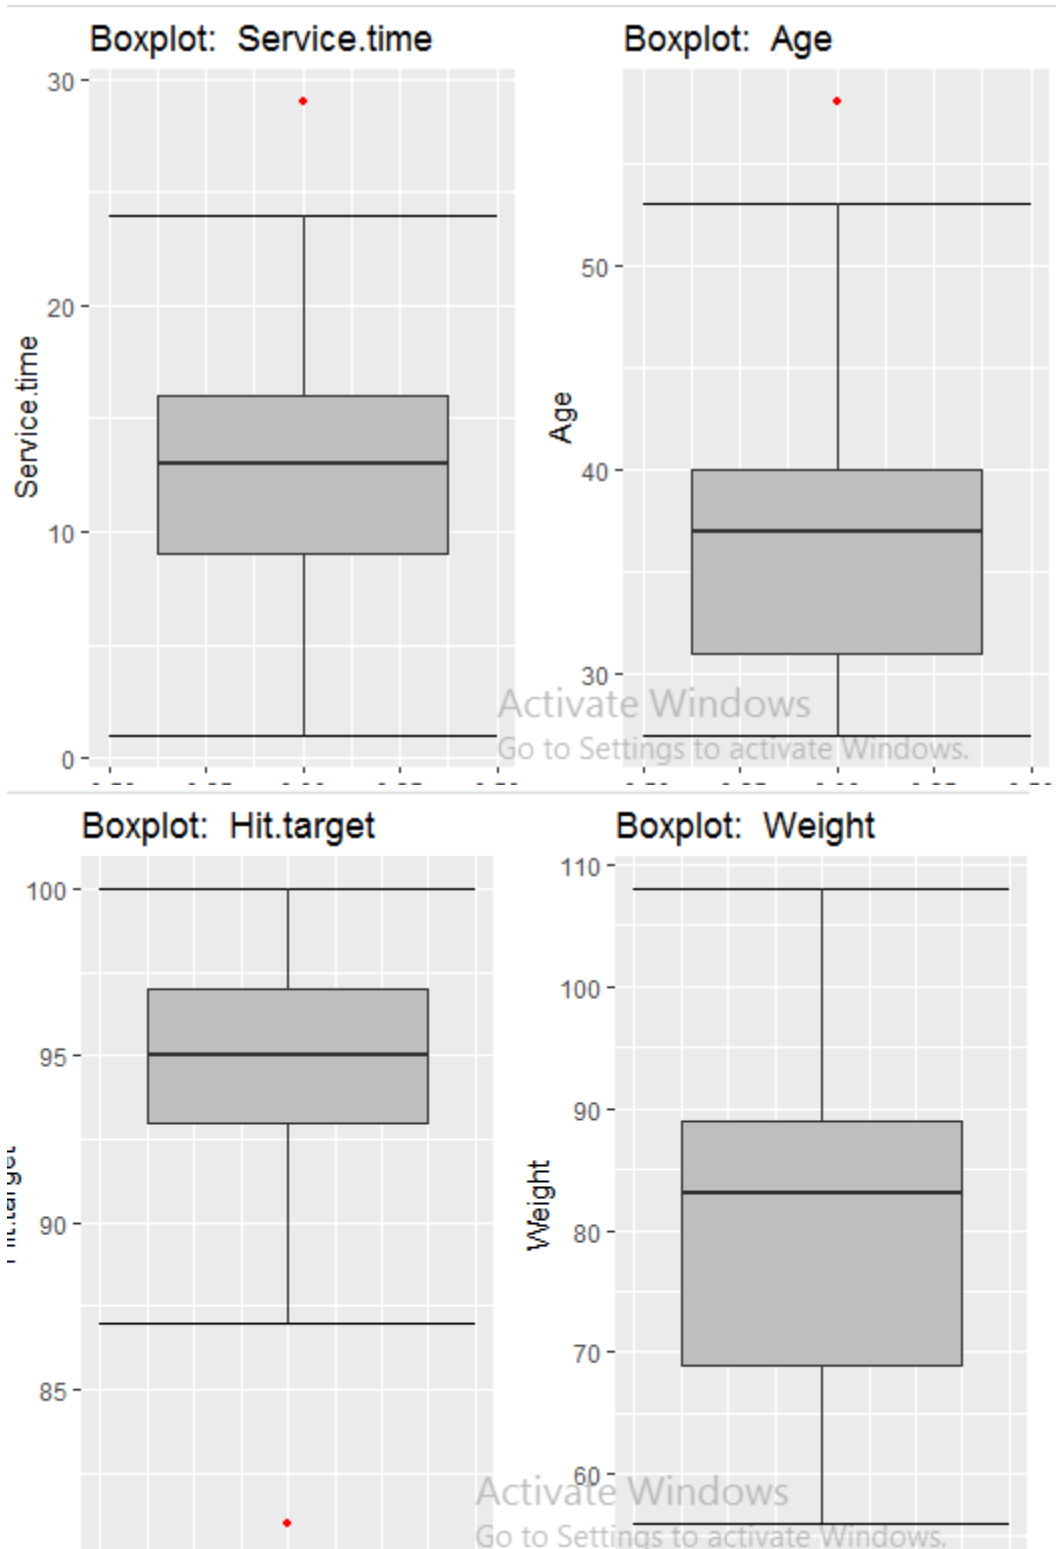 Boxplot: Service.time
30
20
10
0
Service.time
Boxplot: Age
50
40
30
Age
Activate Windows
Go to Settings to activate Windows.
Boxplot: Hit.target
100
95
90
85
Boxplot: Weight
110
100
90
80
70
60
Weight
Activate Windows
Go to Settings to activate Windows.